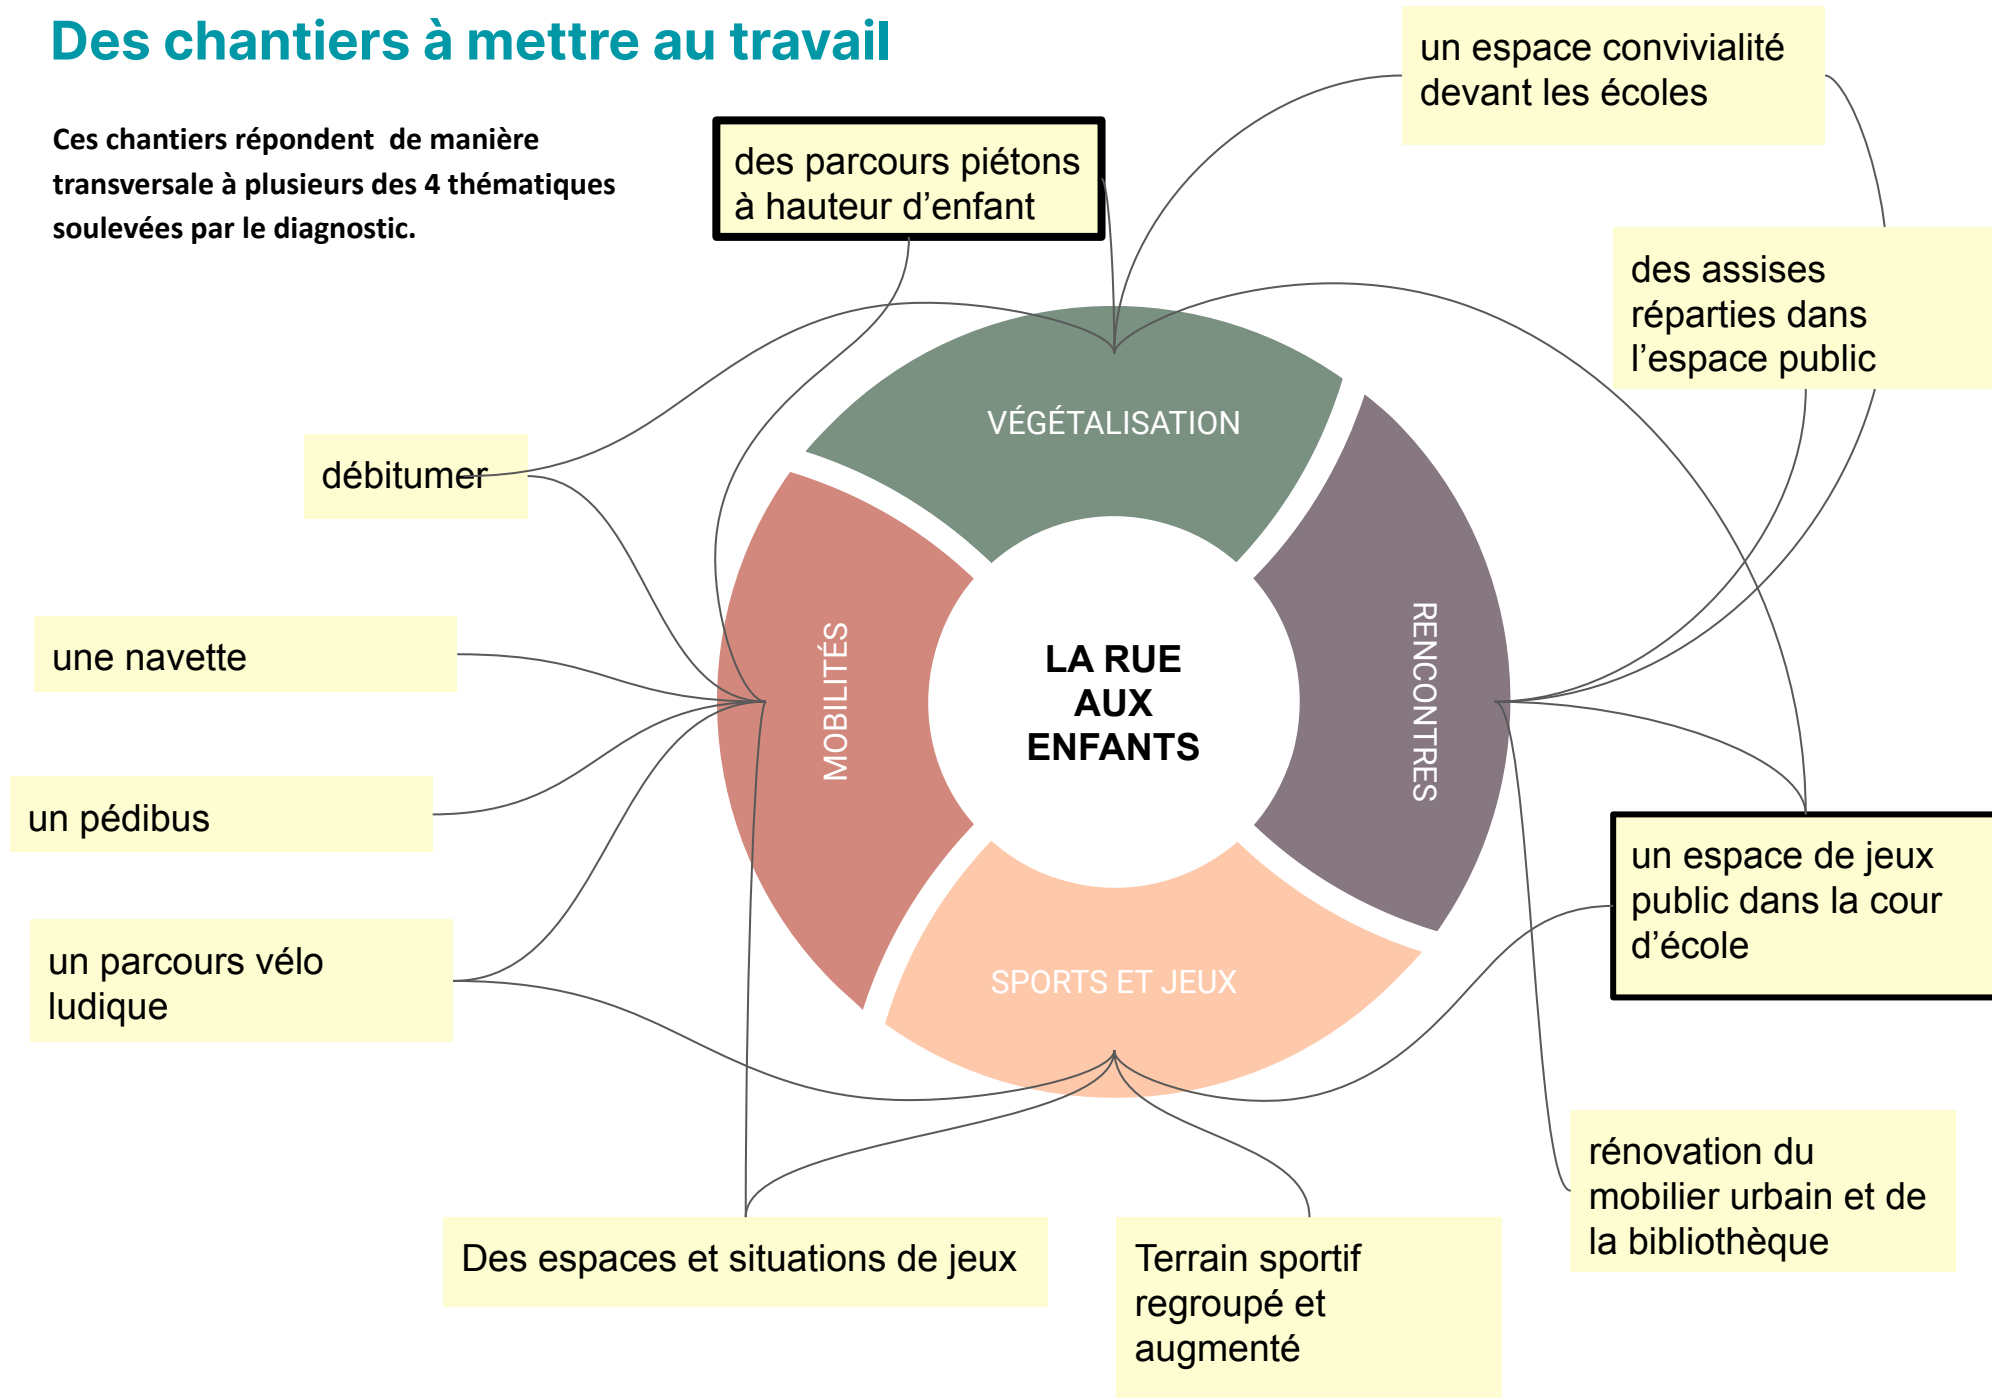 Des chantiers à mettre au travail
Ces chantiers répondent de manière
transversale à plusieurs des 4 thématiques
soulevées par le diagnostic.
un espace convivialité
devant les écoles
des parcours piétons
à hauteur d’enfant
des assises
réparties dans
l’espace public
VÉGÉTALISATION
débitumer
RENCONTRES
MOBILITÉS
LA RUE
AUX
ENFANTS
une navette
un pédibus
un espace de jeux
public dans la cour
d’école
un parcours vélo
ludique
SPORTS ET JEUX
rénovation du
mobilier urbain et de
la bibliothèque
Des espaces et situations de jeux
Terrain sportif
regroupé et
augmenté